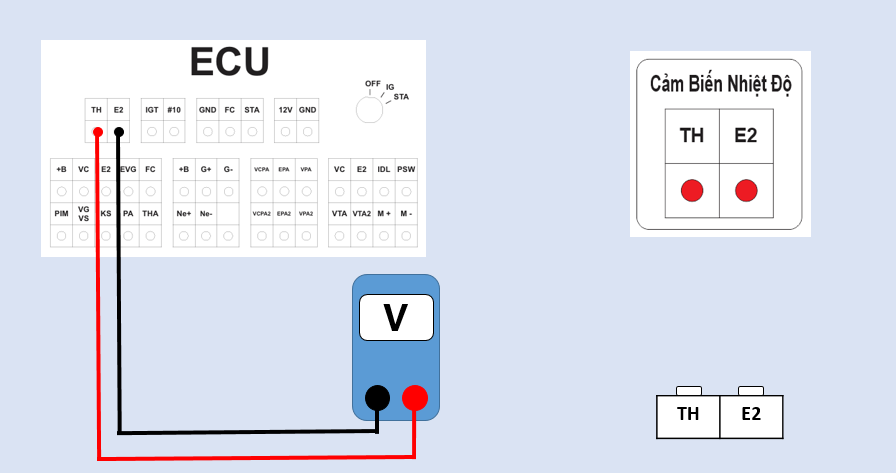 ECU
OFF IG
STA
TH E2 IGT #10 GND FC STA 12V GND
+B VC E2 EVG FC +B G+ G- VCPA EPA VPA VC E2 IDL PSW
PIM VG VS KS PA THA Ne+ Ne- VCPA2 EPA2 VPA2 VTA VTA2 M + M -
V
Cảm Biến Nhiệt Độ
TH E2
TH E2